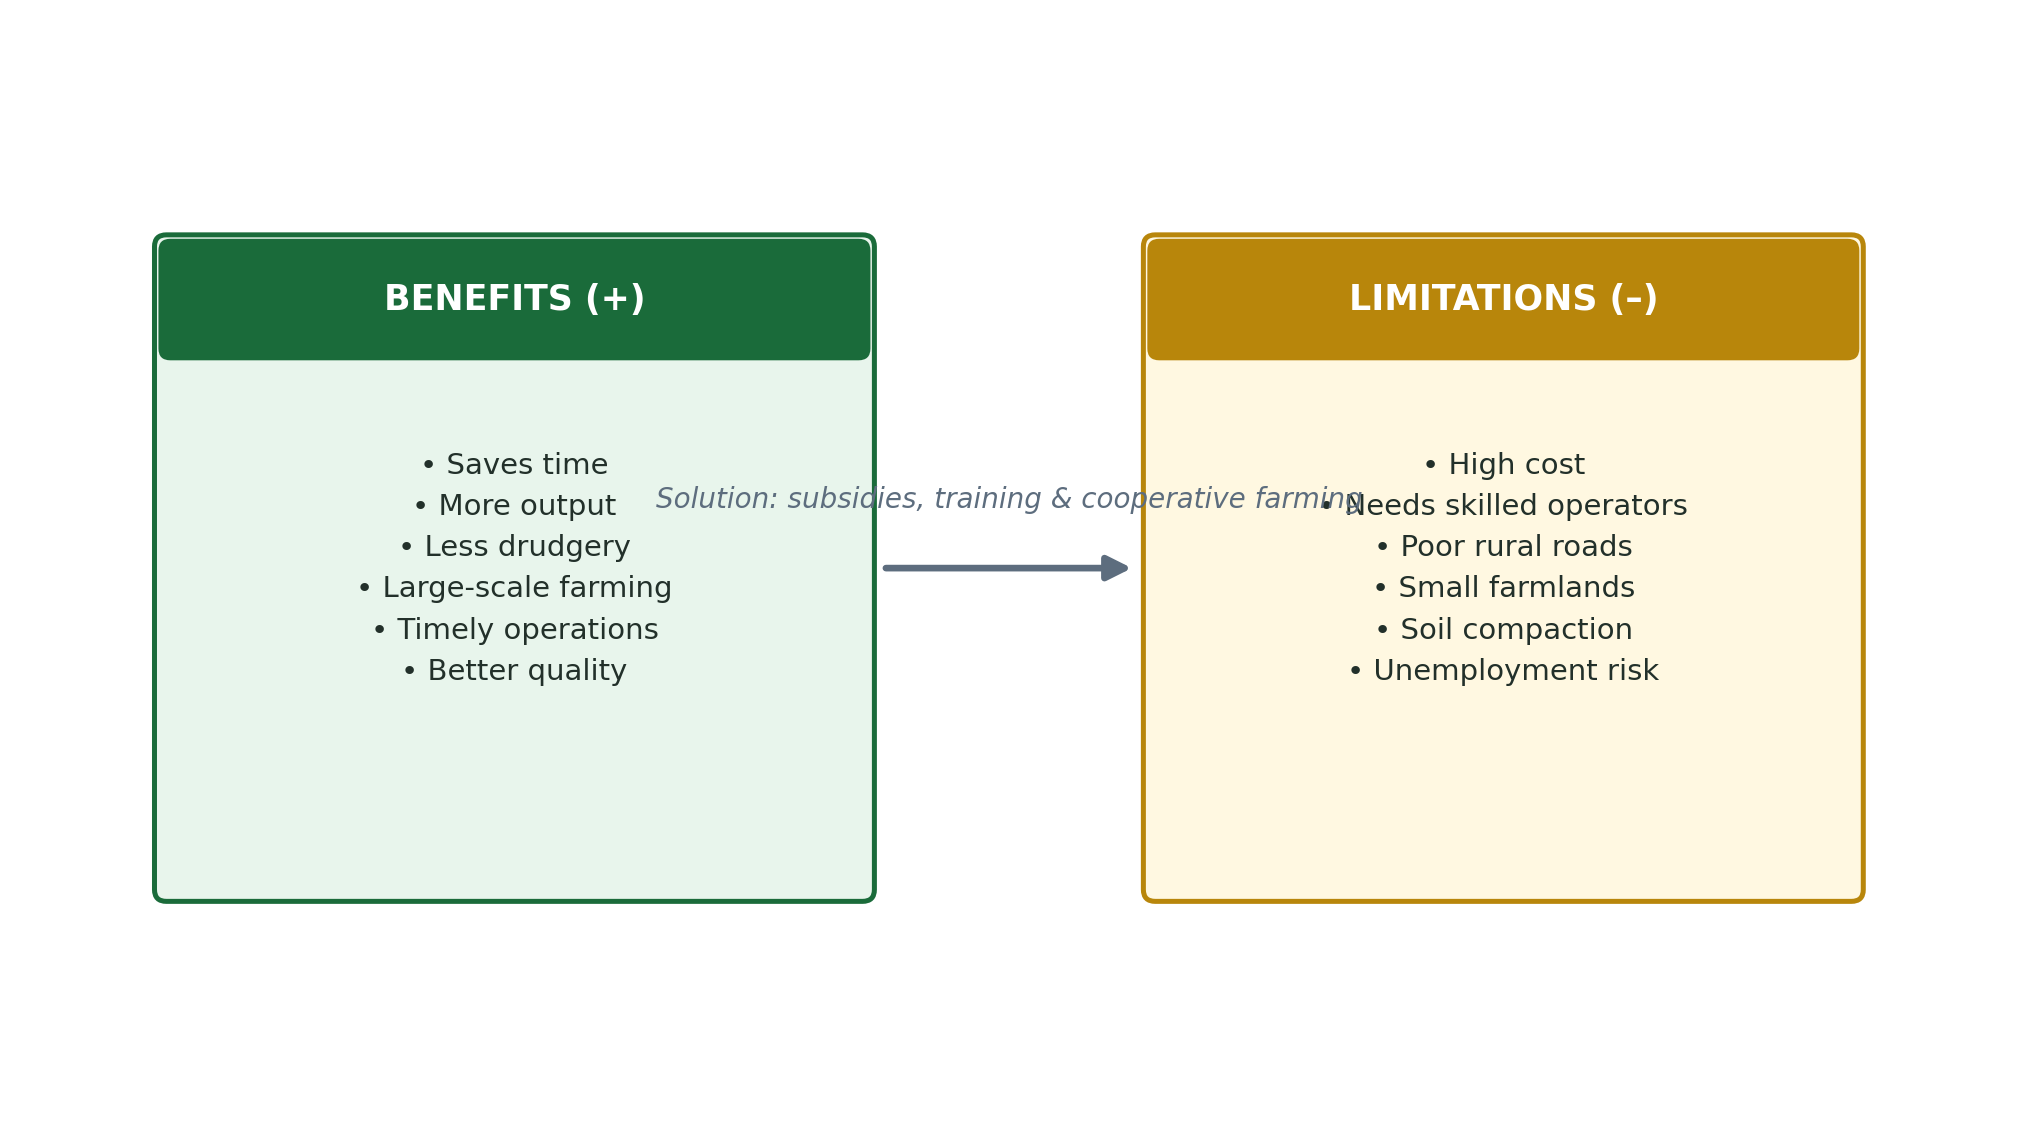 BENEFITS (+)
• Saves time
• More output
• Less drudgery
• Large-scale farming
• Timely operations
• Better quality
Solution: subsidies, training & cooperative farming
LIMITATIONS (–)
• High cost
• Needs skilled operators
• Poor rural roads
• Small farmlands
• Soil compaction
• Unemployment risk